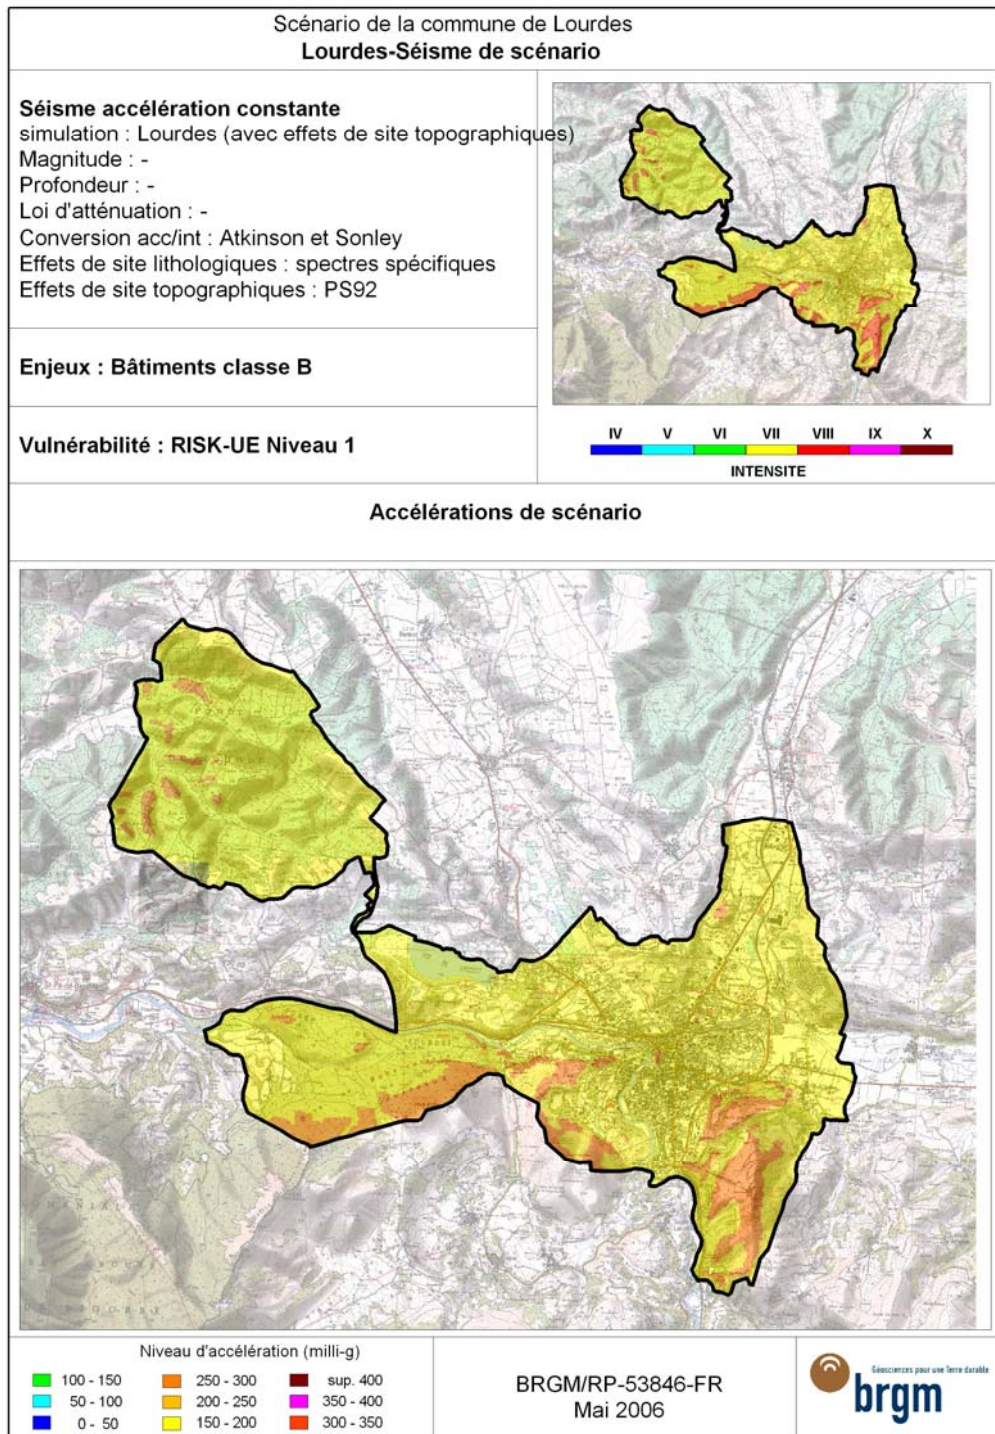 Scénario de la commune de Lourdes
Lourdes-Séisme de scénario
Séisme accélération constante
simulation : Lourdes (avec effets de site topographiques)
Magnitude : -
Profondeur : -
Loi d'atténuation : -
Conversion acc/int : Atkinson et Sonley
Effets de site lithologiques : spectres spécifiques
Effets de site topographiques : PS92
Enjeux : Bâtiments classe B
Vulnérabilité : RISK-UE Niveau 1
IV V VI VII VIII IX X
INTENSITE
Accélérations de scénario
Niveau d'accélération (milli-g)
100 - 150 250 - 300 sup. 400
50 - 100 200 - 250 350 - 400
0 - 50 150 - 200 300 - 350
BRGM/RP-53846-FR
Mai 2006
Géosciences pour une Terre durable
brgm